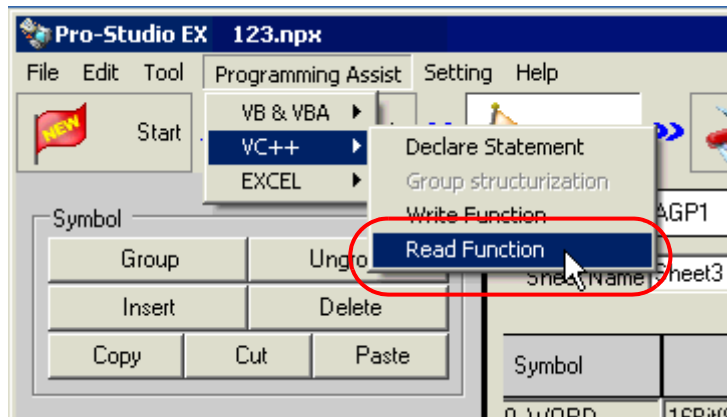 Pro-Studio EX 123.npx
File Edit Tool Programming Assist Setting Help
NEW Start
VB & VBA
VC++
EXCEL
Declare Statement
Group structurization
Write Function
Read Function
AGP1
Sheet Name Sheet3
Symbol
Group
Insert Delete
Copy Cut Paste
Symbol